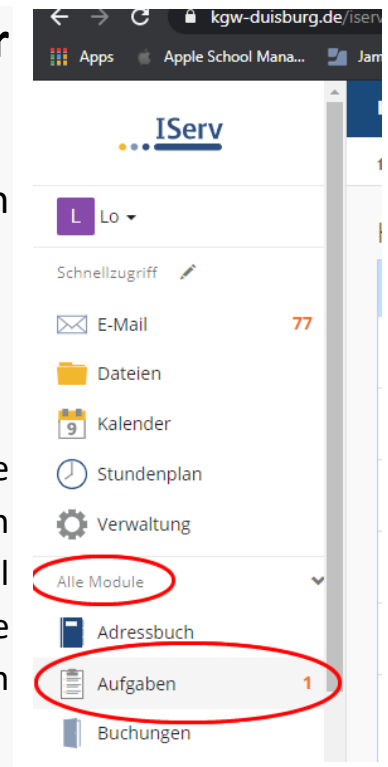 kgw-duisburg.de/iserv
Apps Apple School Mana... Jam
IServ
L Lo
Schnellzugriff
E-Mail 77
Dateien
9 Kalender
Stundenplan
Verwaltung
Alle Module
Adressbuch
Aufgaben 1
Buchungen